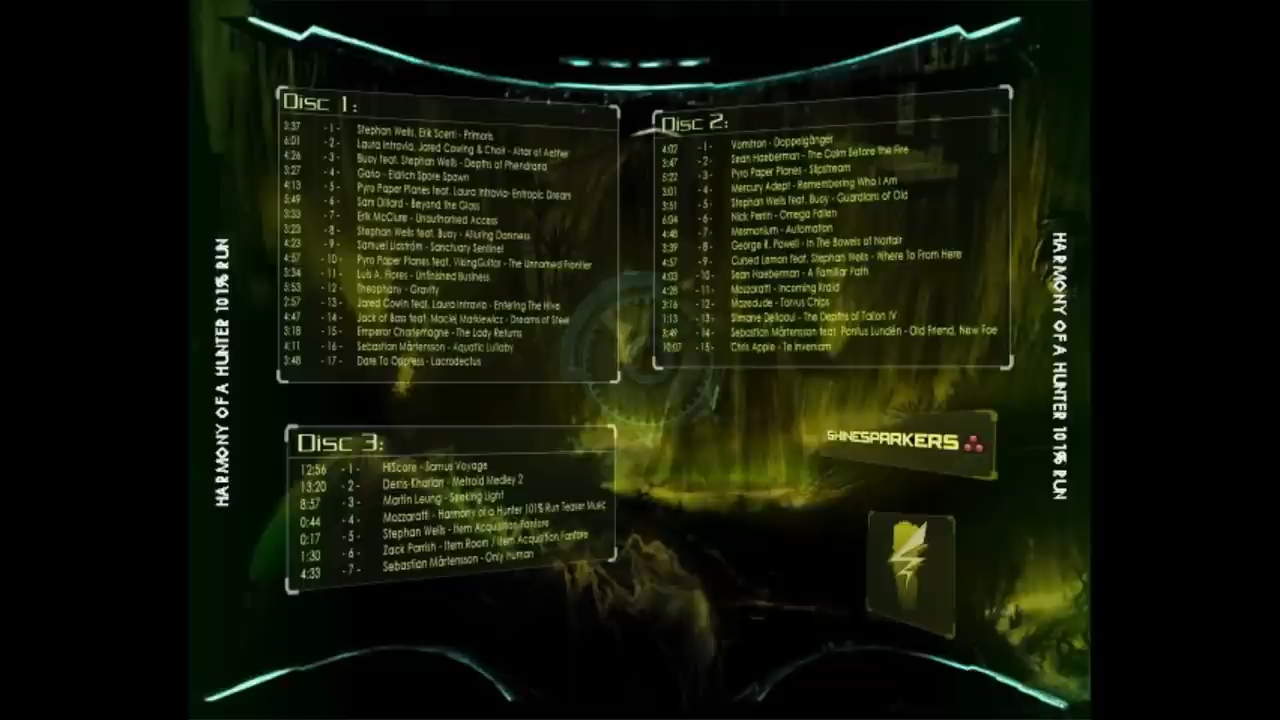 Disc 1:
3:37 - 1 - Stephan Wells, Erik Scerri - Primoris
6:01 - 2 - Laura Intravia, Jared Cowing & Choir - Altar of Aether
4:26 - 3 - Buoy feat. Stephan Wells - Depths of Phendrana
3:27 - 4 - Gario - Eldrich Spore Spawn
4:13 - 5 - Pyro Paper Planes feat. Laura Intravia- Entropic Dream
5:49 - 6 - Sam Dillard - Beyond the Glass
3:33 - 7 - Erik McClure - Unauthorised Access
3:23 - 8 - Stephan Wells feat. Buoy - Alluring Darkness
4:23 - 9 - Samuel Lidström - Sanctuary Sentinel
4:57 - 10 - Pyro Paper Planes feat. VikingGuitar - The Unnamed Frontier
3:34 - 11 - Luis A. Flores - Unfinished Business
5:53 - 12 - Theophany - Gravity
2:57 - 13 - Jared Cowin feat. Laura Intravia - Entering The Hive
4:47 - 14 - Jack of Bass feat. Maciej Markiewicz - Dreams of Steel
3:18 - 15 - Emperor Charlemagne - The Lady Returns
4:11 - 16 - Sebastian Mårtensson - Aquatic Lullaby
3:48 - 17 - Dare To Oppress - Lacrodectus
Disc 2:
4:02 - 1 - Vomitron - Doppelgänger
3:47 - 2 - Sean Haeberman - The Calm Before the Fire
5:22 - 3 - Pyro Paper Planes - Slipstream
3:01 - 4 - Mercury Adept - Remembering Who I Am
3:51 - 5 - Stephan Wells feat. Buoy - Guardians of Old
6:04 - 6 - Nick Perrin - Omega Fallen
4:48 - 7 - Mesmonium - Automation
3:39 - 8 - George R. Powell - In The Bowels of Norfair
4:57 - 9 - Cursed Lemon feat. Stephan Wells - Where To From Here
4:03 - 10 - Sean Haeberman - A Familiar Path
4:28 - 11 - Mozzaratti - Incoming Kraid
3:16 - 12 - Mazedude - Torvus Chips
1:13 - 13 - Slimane Dellaoui - The Depths of Tallon IV
3:49 - 14 - Sebastian Mårtensson feat. Pontus Lundén - Old Friend, New Foe
10:07 - 15 - Chris Apple - Te Inveniam
Disc 3:
12:56 - 1 - HiScore - Samus Voyage
13:20 - 2 - Denis Kharlan - Metroid Medley 2
8:57 - 3 - Martin Leung - Seeking Light
0:44 - 4 - Mozzaratti - Harmony of a Hunter 101% Run Teaser Music
0:17 - 5 - Stephan Wells - Item Acquisition Fanfare
1:30 - 6 - Zack Parrish - Item Room / Item Acquisition Fanfare
4:33 - 7 - Sebastian Mårtensson - Only Human
SHINESPARKERS
HARMONY OF A HUNTER 101% RUN
HARMONY OF A HUNTER 101% RUN